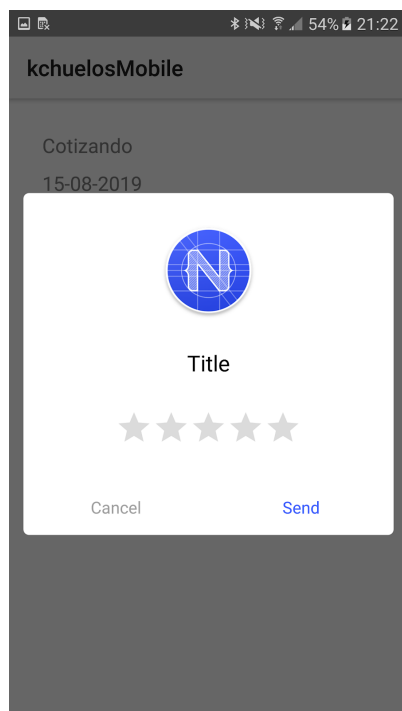 54% 21:22
kchuelosMobile
Cotizando
15-08-2019
N
Title
Cancel Send